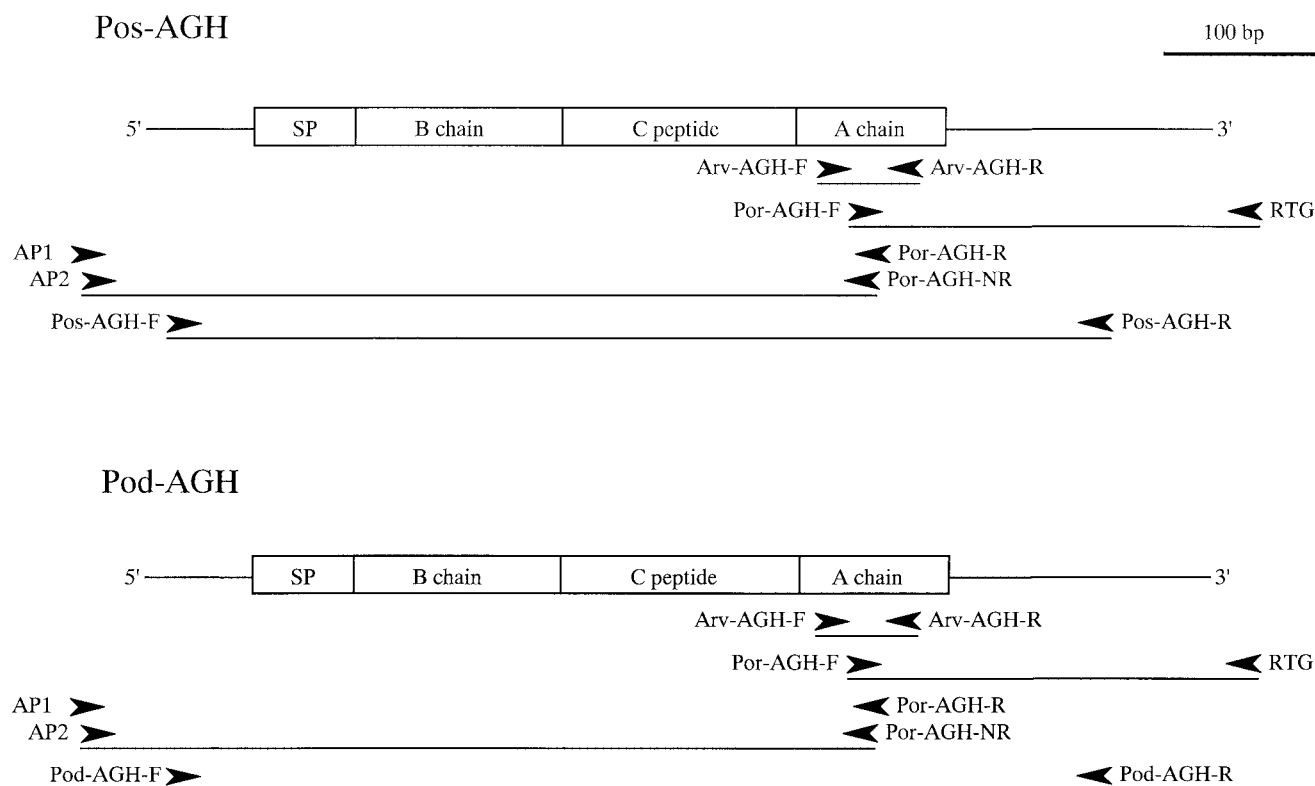 Pos-AGH
100 bp
5' SP B chain C peptide A chain 3'
Arv-AGH-F Arv-AGH-R
Por-AGH-F RTG
AP1 Por-AGH-R
AP2 Por-AGH-NR
Pos-AGH-F Pos-AGH-R
Pod-AGH
5' SP B chain C peptide A chain 3'
Arv-AGH-F Arv-AGH-R
Por-AGH-F RTG
AP1 Por-AGH-R
AP2 Por-AGH-NR
Pod-AGH-F Pod-AGH-R